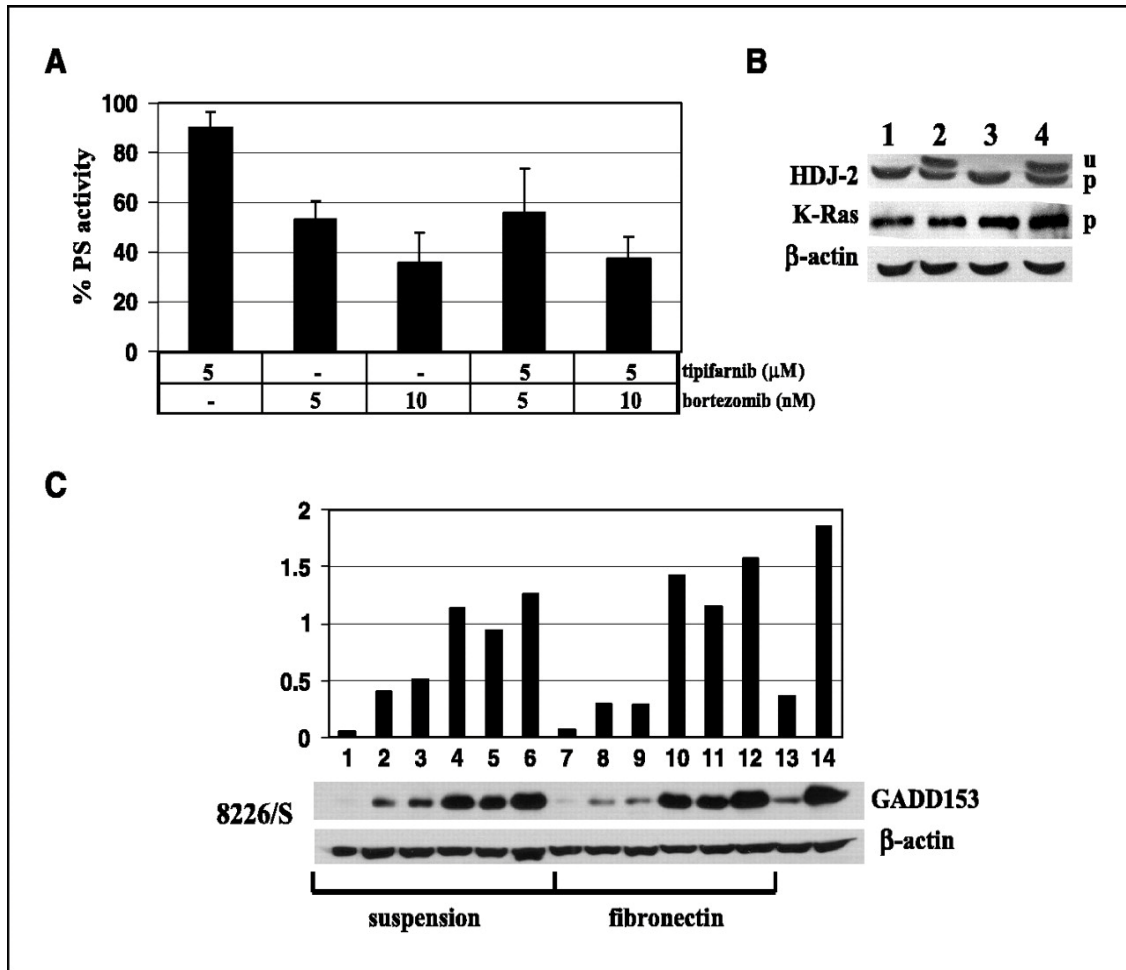 A
B
100
80
60
40
20
0
% PS activity
5 - - 5 5 tipifarnib (μM)
- 5 10 5 10 bortezomib (nM)
1 2 3 4
HDJ-2 u
p
K-Ras p
β-actin
C
2
1.5
1
0.5
0
1 2 3 4 5 6 7 8 9 10 11 12 13 14
8226/S GADD153
β-actin
suspension fibronectin